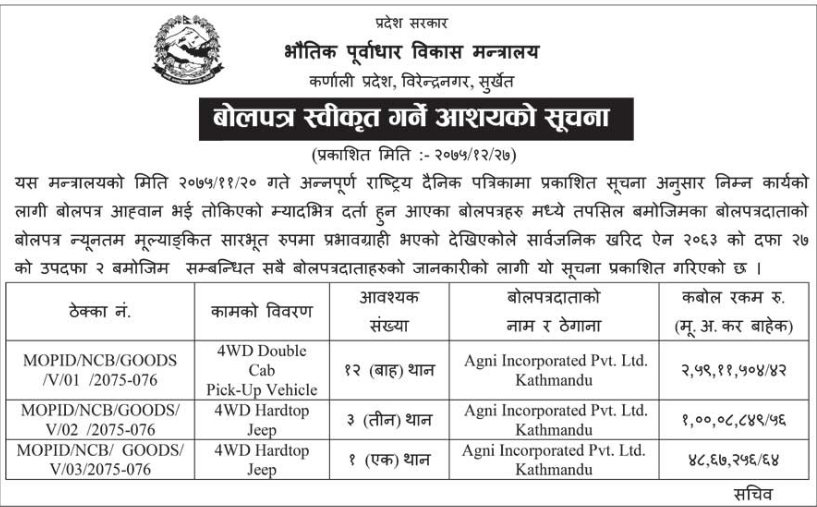 प्रदेश सरकार
भौतिक पूर्वाधार विकास मन्त्रालय
कर्णाली प्रदेश, विरेन्द्रनगर, सुर्खेत
बोलपत्र स्वीकृत गर्ने आशयको सूचना
(प्रकाशित मिति :- २०७५/१२/२७)
यस मन्त्रालयको मिति २०७५/११/२० गते अन्नपूर्ण राष्ट्रिय दैनिक पत्रिकामा प्रकाशित सूचना अनुसार निम्न कार्यको
लागी बोलपत्र आह्वान भई तोकिएको म्यादभित्र दर्ता हुन आएका बोलपत्रहरु मध्ये तपसिल बमोजिमका बोलपत्रदाताको
बोलपत्र न्यूनतम मूल्याङ्कित सारभूत रुपमा प्रभावग्राही भएको देखिएकोले सार्वजनिक खरिद ऐन २०६३ को दफा २७
को उपदफा २ बमोजिम सम्बन्धित सबै बोलपत्रदाताहरुको जानकारीको लागी यो सूचना प्रकाशित गरिएको छ |
ठेक्का नं. कामको विवरण आवश्यक संख्या बोलपत्रदाताको नाम र ठेगाना कबोल रकम रु. (मू. अ. कर बाहेक)
MOPID/NCB/GOODS /V/01 /2075-076 4WD Double Cab Pick-Up Vehicle १२ (बाह) थान Agni Incorporated Pvt. Ltd. Kathmandu २,५९,११,५०४/४२
MOPID/NCB/GOODS/ V/02 /2075-076 4WD Hardtop Jeep ३ (तीन) थान Agni Incorporated Pvt. Ltd. Kathmandu १,००,०८,८४९/५६
MOPID/NCB/ GOODS/ V/03/2075-076 4WD Hardtop Jeep १ (एक) थान Agni Incorporated Pvt. Ltd. Kathmandu ४८,६७,२५६/६४
सचिव